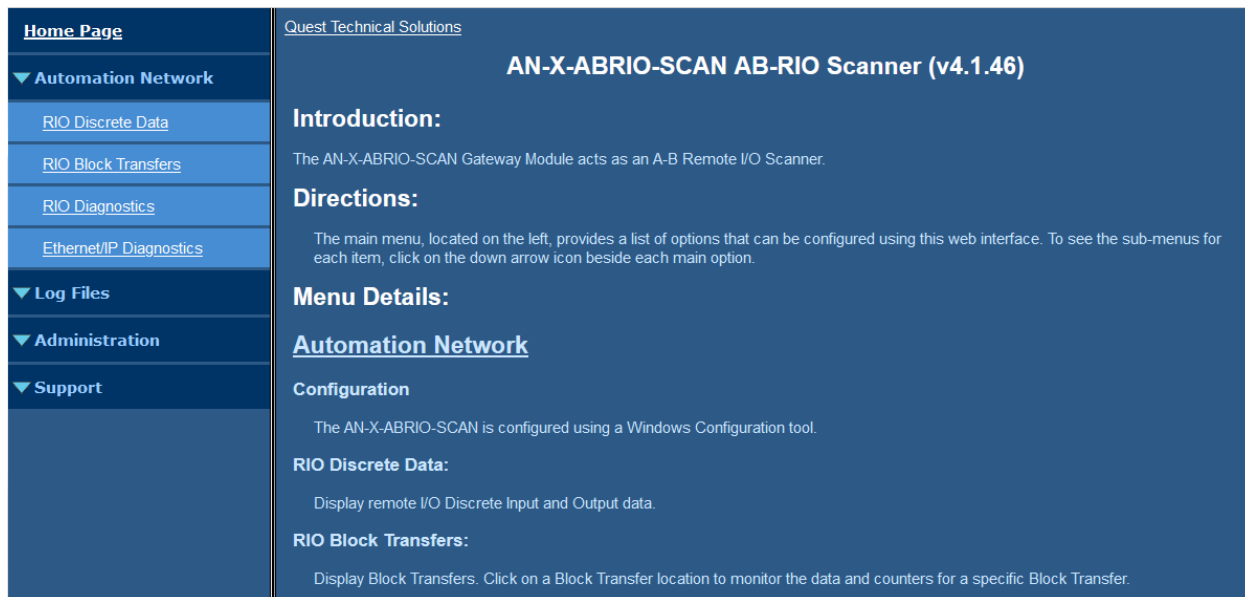 Home Page
Automation Network
RIO Discrete Data
RIO Block Transfers
RIO Diagnostics
Ethernet/IP Diagnostics
Log Files
Administration
Support
Quest Technical Solutions
AN-X-ABRIO-SCAN AB-RIO Scanner (v4.1.46)
Introduction:
The AN-X-ABRIO-SCAN Gateway Module acts as an A-B Remote I/O Scanner.
Directions:
The main menu, located on the left, provides a list of options that can be configured using this web interface. To see the sub-menus for
each item, click on the down arrow icon beside each main option.
Menu Details:
Automation Network
Configuration
The AN-X-ABRIO-SCAN is configured using a Windows Configuration tool.
RIO Discrete Data:
Display remote I/O Discrete Input and Output data.
RIO Block Transfers:
Display Block Transfers. Click on a Block Transfer location to monitor the data and counters for a specific Block Transfer.